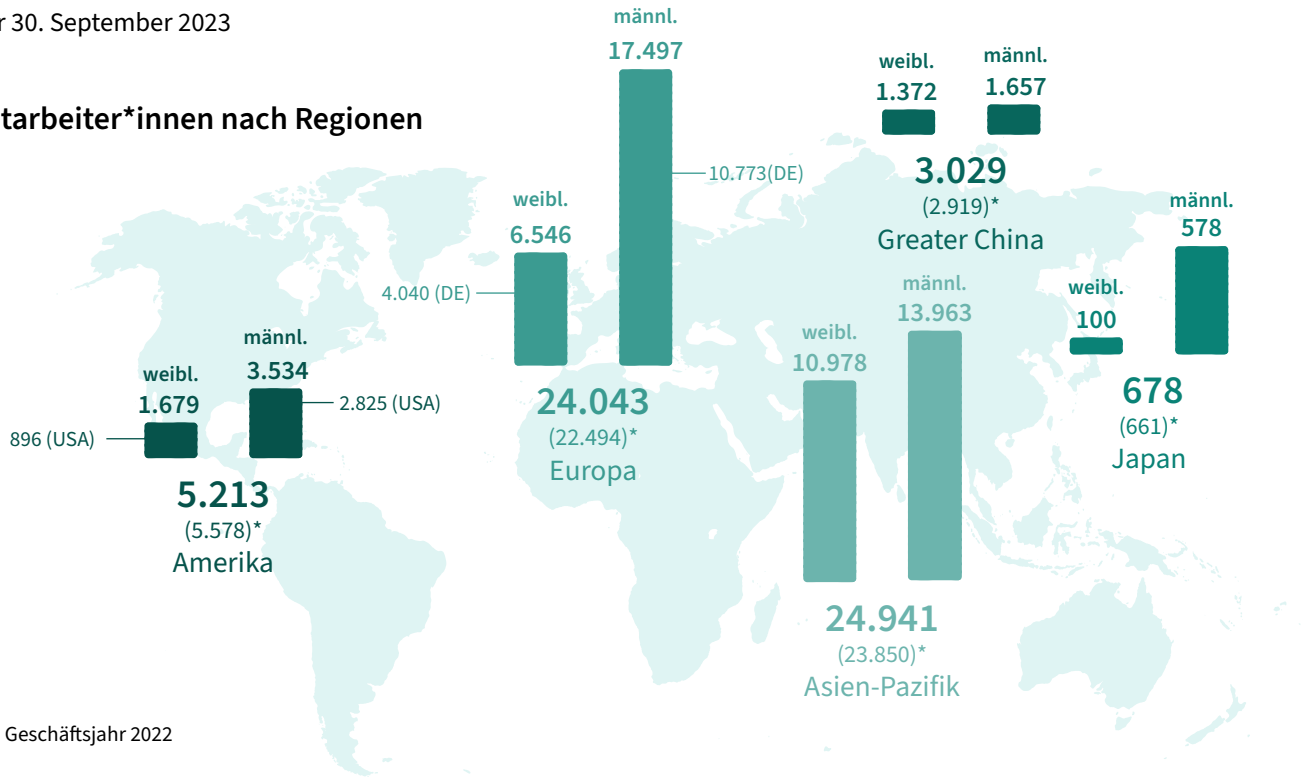 30. September 2023
nach Regionen
männl.
17.497
10.773(DE)
weibl.
6.546
4.040 (DE)
24.043
(22.494)*
Europa
weibl.
1.372
männl.
1.657
3.029
(2.919)*
Greater China
männl.
578
weibl.
100
678
(661)*
Japan
männl.
13.963
weibl.
10.978
24.941
(23.850)*
Asien-Pazifik
männl.
3.534
2.825 (USA)
weibl.
1.679
896 (USA)
5.213
(5.578)*
Amerika
Geschäftsjahr 2022